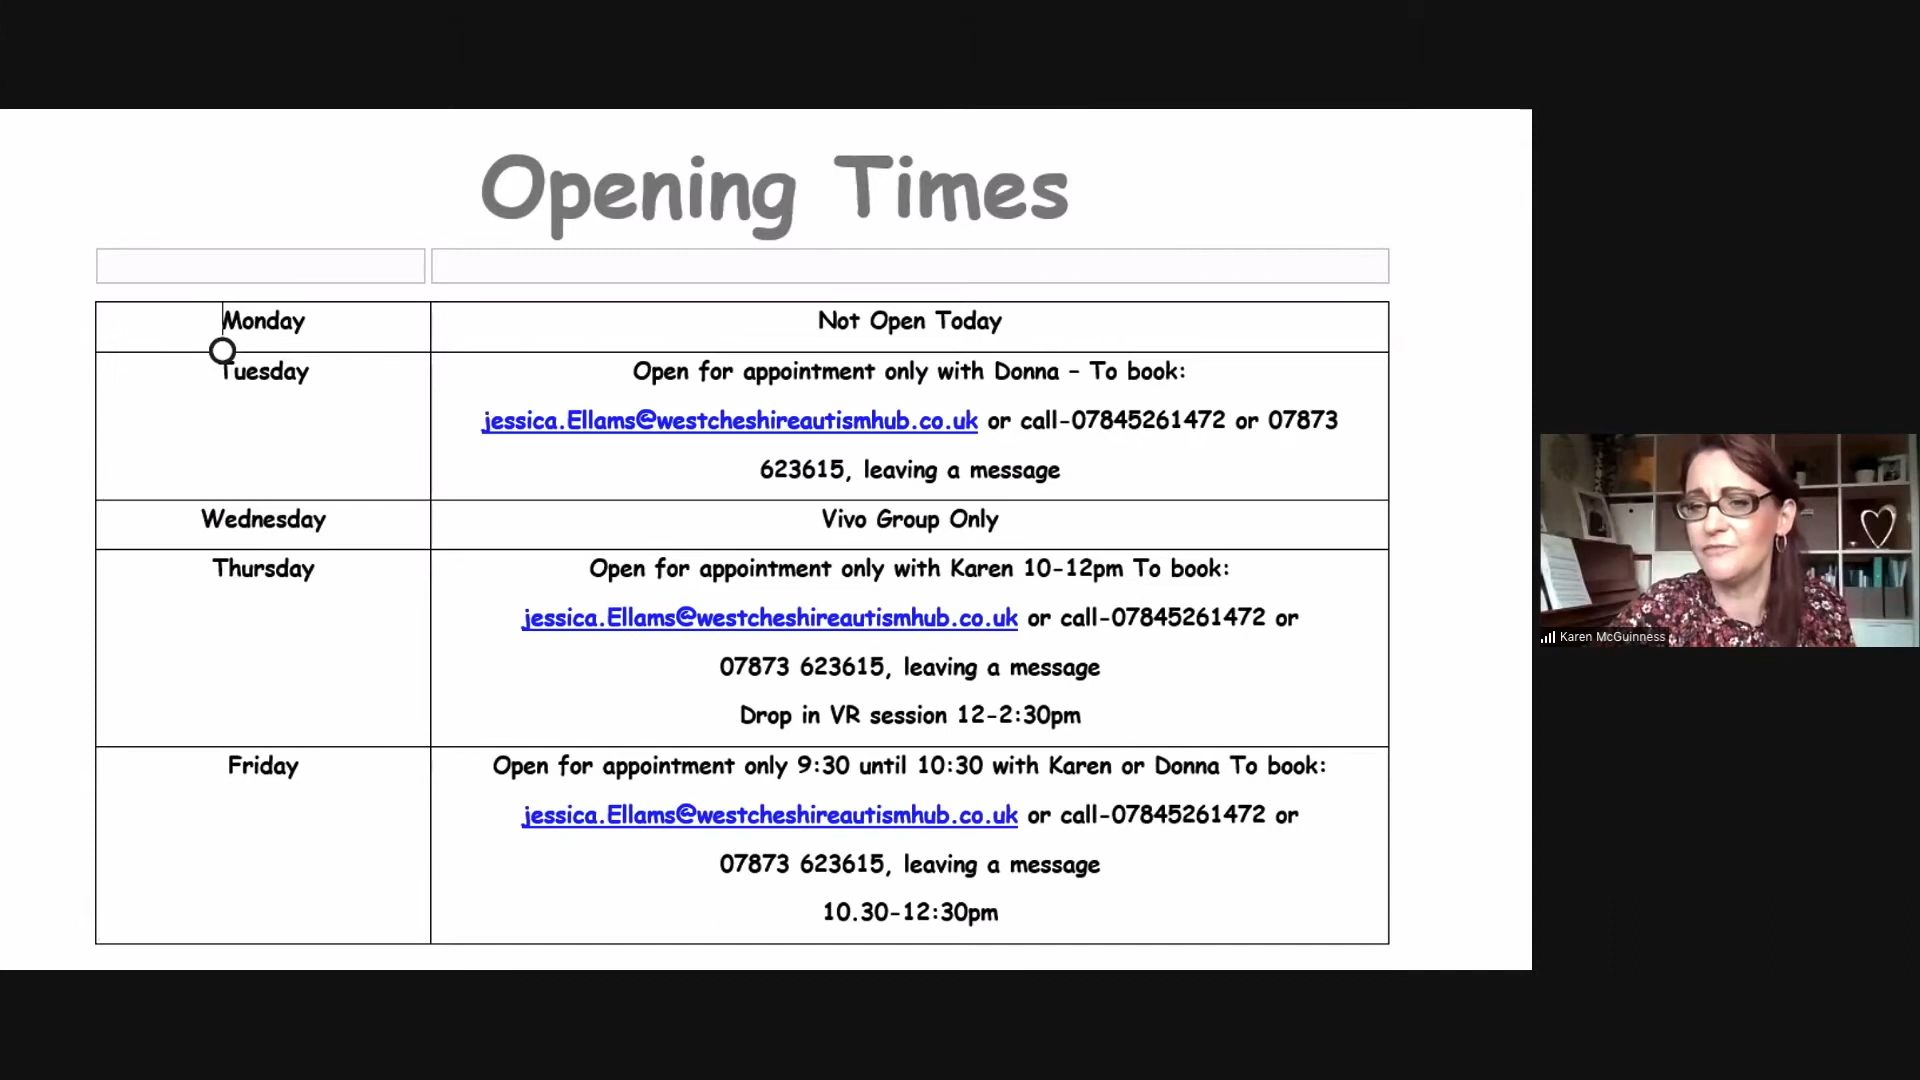 Opening Times
Monday
Not Open Today
Tuesday
Open for appointment only with Donna – To book:
jessica.Ellams@westcheshireautismhub.co.uk or call-07845261472 or 07873
623615, leaving a message
Wednesday
Vivo Group Only
Thursday
Open for appointment only with Karen 10-12pm To book:
jessica.Ellams@westcheshireautismhub.co.uk or call-07845261472 or
07873 623615, leaving a message
Drop in VR session 12-2:30pm
Friday
Open for appointment only 9:30 until 10:30 with Karen or Donna To book:
jessica.Ellams@westcheshireautismhub.co.uk or call-07845261472 or
07873 623615, leaving a message
10.30-12:30pm
Karen McGuinness